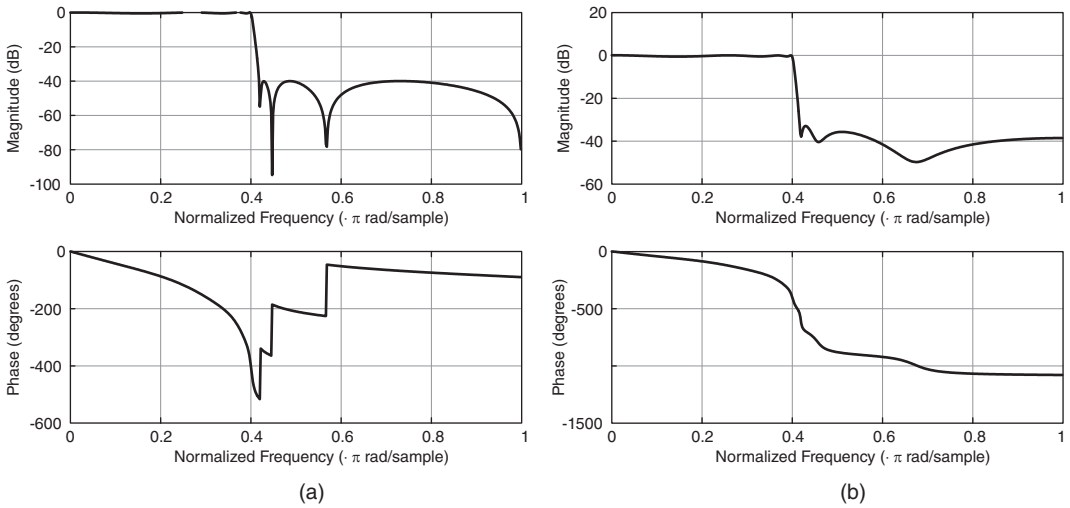 0
-20
-40
-60
-80
-100
Magnitude (dB)
0 0.2 0.4 0.6 0.8 1
Normalized Frequency (· π rad/sample)
20
0
-20
-40
-60
Magnitude (dB)
0 0.2 0.4 0.6 0.8 1
Normalized Frequency (· π rad/sample)
0
-200
-400
-600
Phase (degrees)
0 0.2 0.4 0.6 0.8 1
Normalized Frequency (· π rad/sample)
(a)
0
-500
-1500
Phase (degrees)
0 0.2 0.4 0.6 0.8 1
Normalized Frequency (· π rad/sample)
(b)